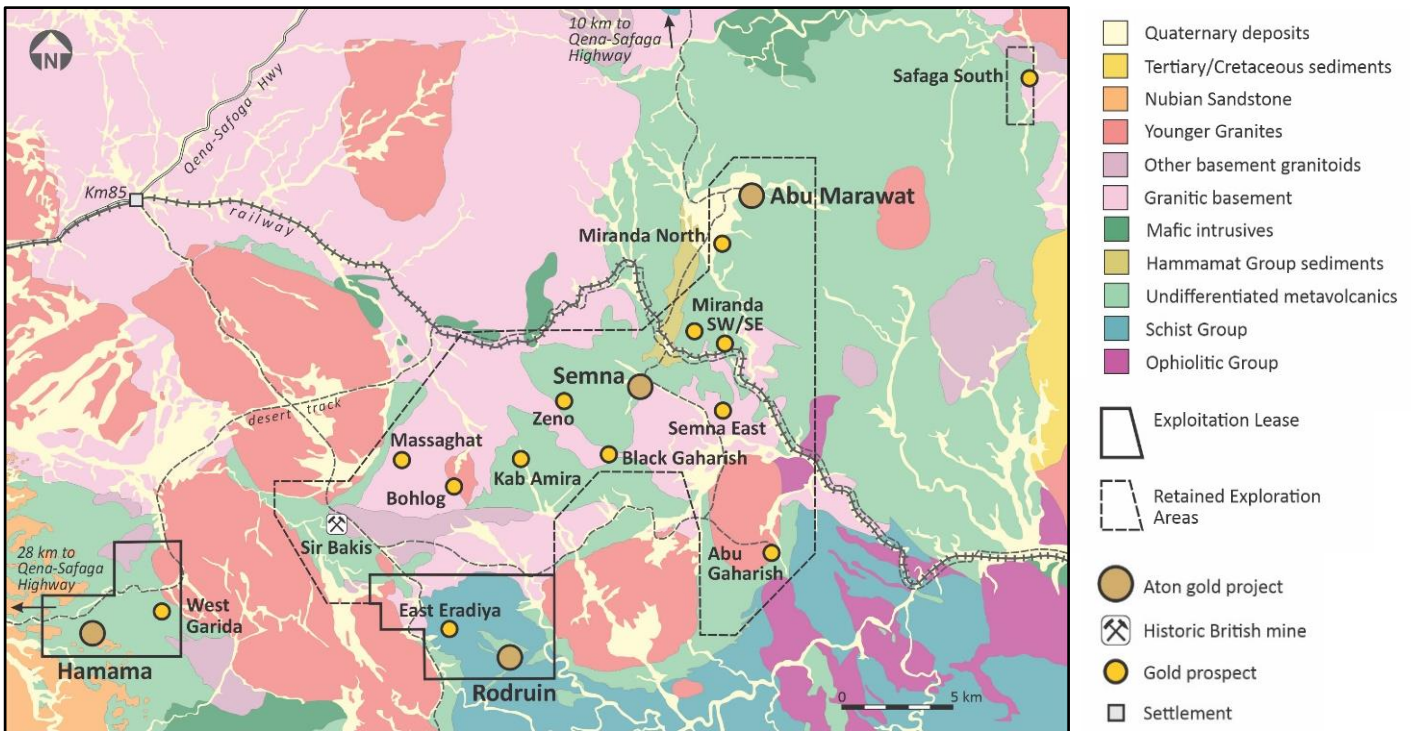 N
10 km to
Qena-Safaga
Highway
Qena-Safoga Hwy
Km85
railway
desert track
Safaga South
Abu Marawat
Miranda North
Miranda
SW/SE
Semna
Zeno
Semna East
Massaghat
Kab Amira
Black Gaharish
Bohlog
Sir Bakis
Abu
Gaharish
28 km to
Qena-Safaga
Highway
West
Garida
East Eradiya
Hamama
Rodruin
0 5 km
Quaternary deposits
Tertiary/Cretaceous sediments
Nubian Sandstone
Younger Granites
Other basement granitoids
Granitic basement
Mafic intrusives
Hammamat Group sediments
Undifferentiated metavolcanics
Schist Group
Ophiolitic Group
Exploitation Lease
Retained Exploration
Areas
Aton gold project
Historic British mine
Gold prospect
Settlement